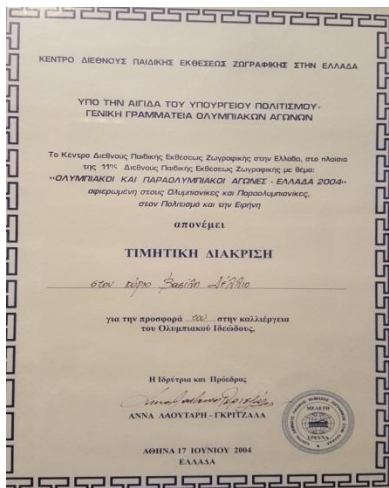 ΚΕΝΤΡΟ ΔΙΕΘΝΟΥΣ ΠΑΙΔΙΚΗΣ ΕΚΘΕΣΕΩΣ ΖΩΓΡΑΦΙΚΗΣ ΣΤΗΝ ΕΛΛΑΔΑ
ΥΠΟ ΤΗΝ ΑΙΓΙΔΑ ΤΟΥ ΥΠΟΥΡΓΕΙΟΥ ΠΟΛΙΤΙΣΜΟΥ-
ΓΕΝΙΚΗ ΓΡΑΜΜΑΤΕΙΑ ΟΛΥΜΠΙΑΚΩΝ ΑΓΩΝΩΝ
Το Κέντρο Διεθνούς Παιδικής Εκθέσεως Ζωγραφικής στην Ελλάδα, στο πλαίσιο
της 11ης Διεθνούς Παιδικής Εκθέσεως Ζωγραφικής με θέμα:
«ΟΛΥΜΠΙΑΚΟΙ ΚΑΙ ΠΑΡΑΟΛΥΜΠΙΑΚΟΙ ΑΓΩΝΕΣ - ΕΛΛΑΔΑ 2004»
αφιερωμένη στους Ολυμπιονίκες και Παραολυμπιονίκες,
στον Πολιτισμό και την Ειρήνη
απονέμει
ΤΙΜΗΤΙΚΗ ΔΙΑΚΡΙΣΗ
στον κύριο Βασίλη
για την προσφορά του στην καλλιέργεια
του Ολυμπιακού Ιδεώδους.
Η Ιδρύτρια και Πρόεδρος
ΑΝΝΑ ΛΑΟΥΤΑΡΗ - ΓΚΡΙΤΖΑΛΑ
ΜΕΛΕΤΗ
ΕΡΕΥΝΑ
ΑΘΗΝΑ 17 ΙΟΥΝΙΟΥ 2004
ΕΛΛΑΔΑ